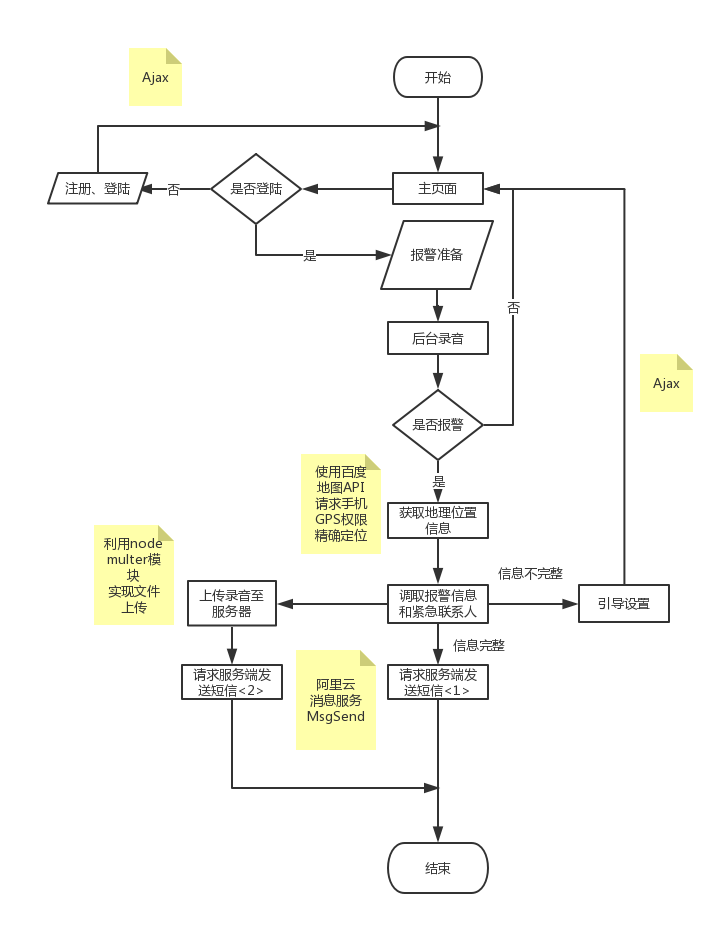 Ajax
开始
注册、登陆
否
是否登陆
主页面
是
报警准备
否
后台录音
Ajax
是否报警
是
使用百度
地图API
请求手机
GPS权限
精确定位
获取地理位置
信息
利用node
multer模
块
实现文件
上传
上传录音至
服务器
调取报警信息
和紧急联系人
信息不完整
引导设置
信息完整
请求服务端发
送短信<2>
阿里云
消息服务
MsgSend
请求服务端发
送短信<1>
结束